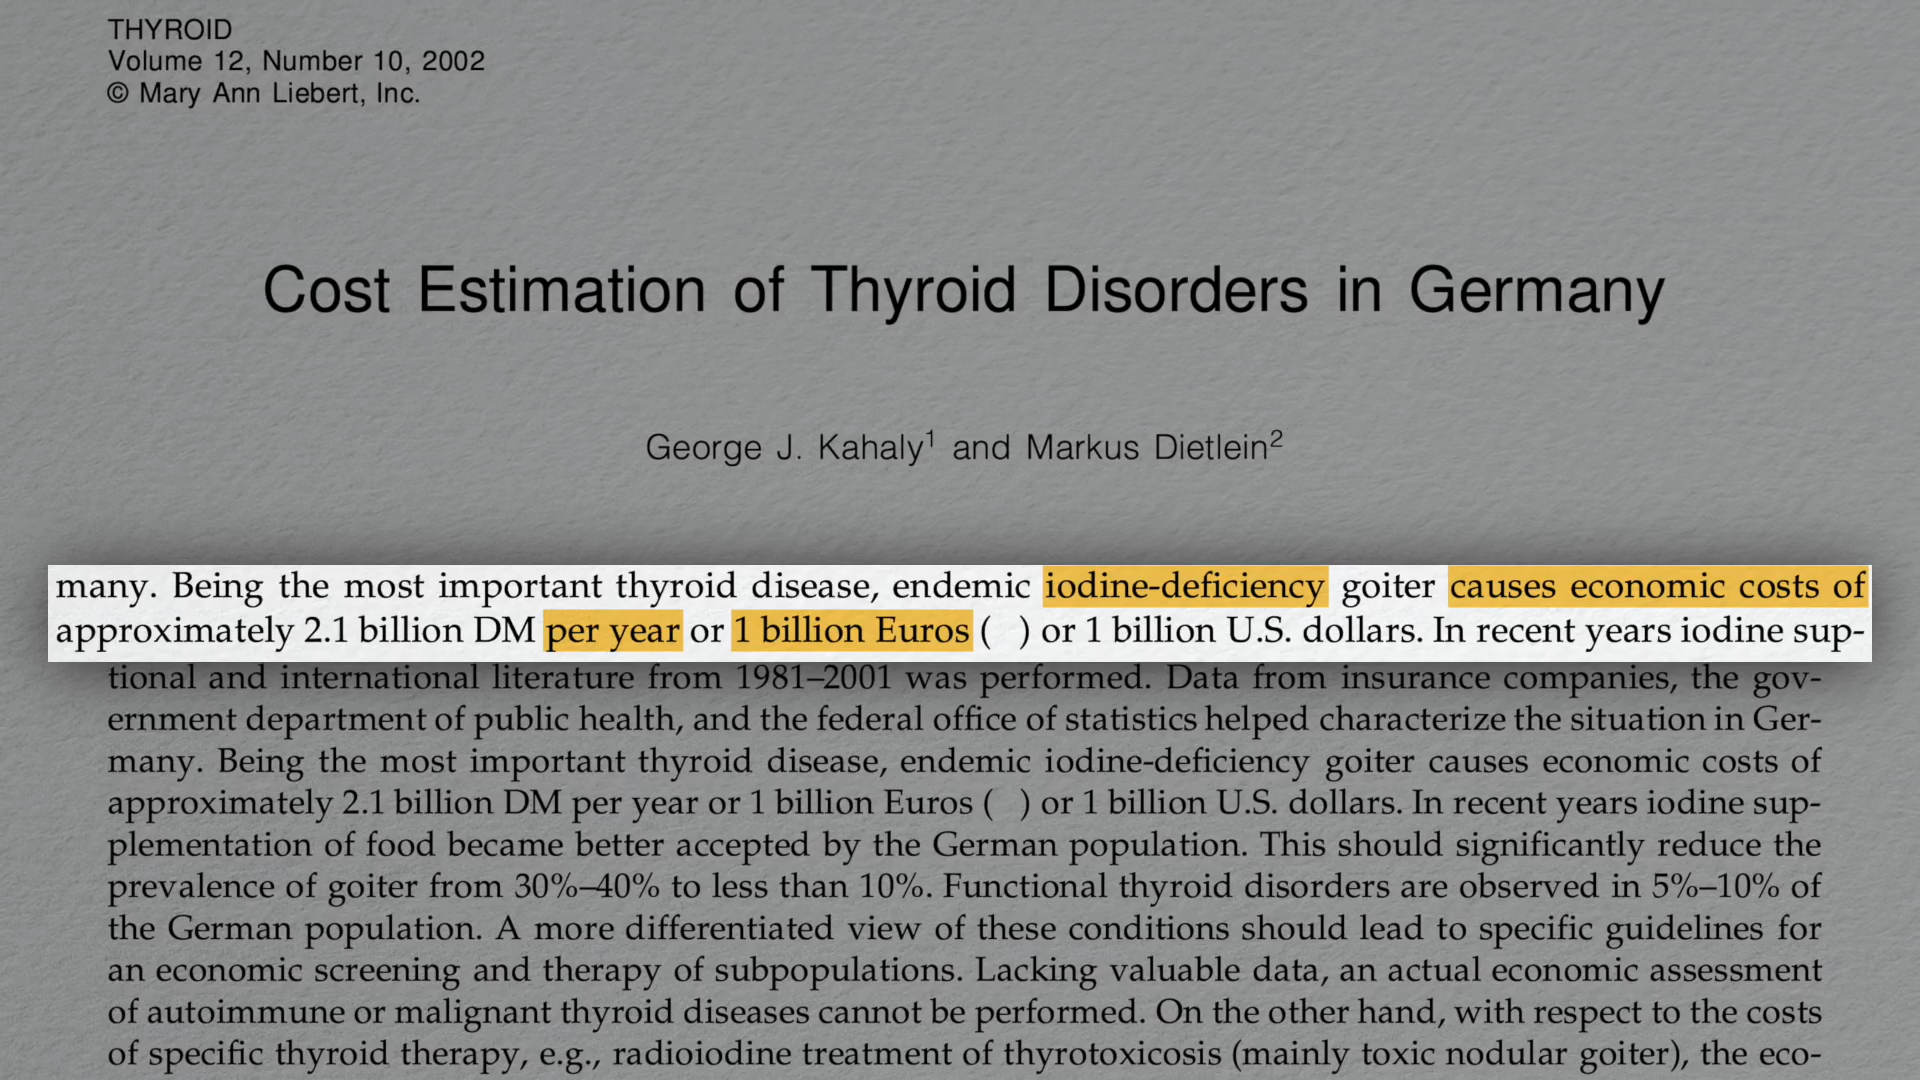 THYROID
Volume 12, Number 10, 2002
© Mary Ann Liebert, Inc.
Cost Estimation of Thyroid Disorders in Germany
George J. Kahaly1 and Markus Dietlein2
many. Being the most important thyroid disease, endemic iodine-deficiency goiter causes economic costs of
approximately 2.1 billion DM per year or 1 billion Euros ( ) or 1 billion U.S. dollars. In recent years iodine sup-
tional and international literature from 1981–2001 was performed. Data from insurance companies, the gov-
ernment department of public health, and the federal office of statistics helped characterize the situation in Ger-
many. Being the most important thyroid disease, endemic iodine-deficiency goiter causes economic costs of
approximately 2.1 billion DM per year or 1 billion Euros ( ) or 1 billion U.S. dollars. In recent years iodine sup-
plementation of food became better accepted by the German population. This should significantly reduce the
prevalence of goiter from 30%–40% to less than 10%. Functional thyroid disorders are observed in 5%–10% of
the German population. A more differentiated view of these conditions should lead to specific guidelines for
an economic screening and therapy of subpopulations. Lacking valuable data, an actual economic assessment
of autoimmune or malignant thyroid diseases cannot be performed. On the other hand, with respect to the costs
of specific thyroid therapy, e.g., radioiodine treatment of thyrotoxicosis (mainly toxic nodular goiter), the eco-